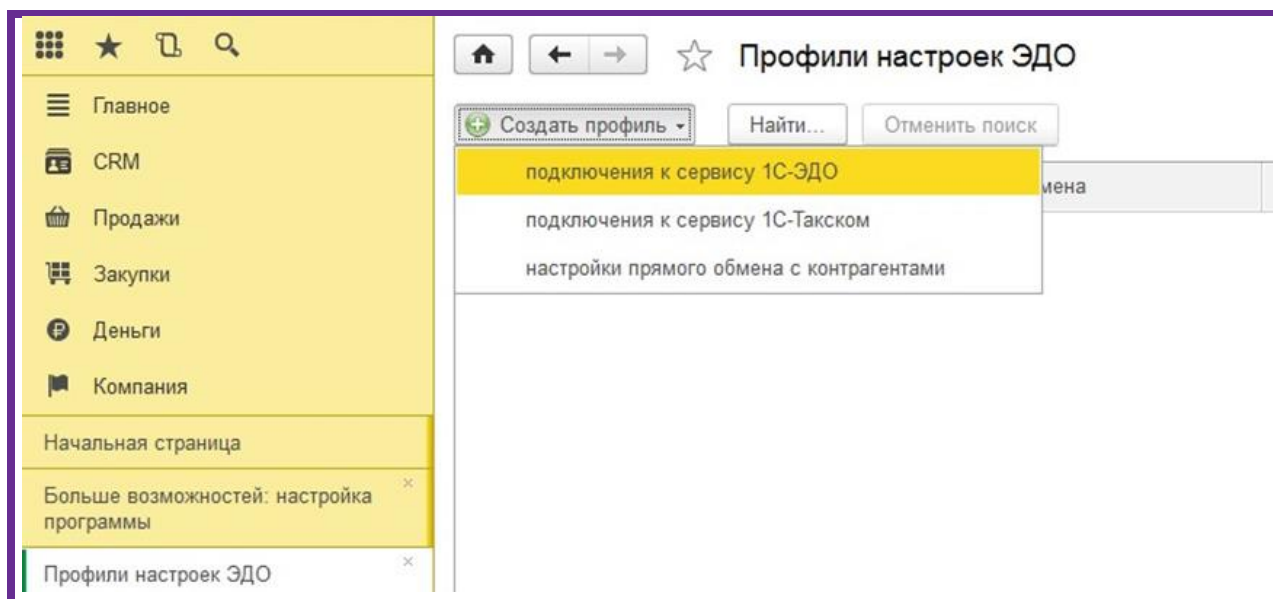 Главное
CRM
Продажи
Закупки
Деньги
Компания
Начальная страница
Больше возможностей: настройка
программы
Профили настроек ЭДО
Профили настроек ЭДО
Создать профиль
Найти...
Отменить поиск
подключения к сервису 1С-ЭДО
подключения к сервису 1С-Такском
настройки прямого обмена с контрагентами